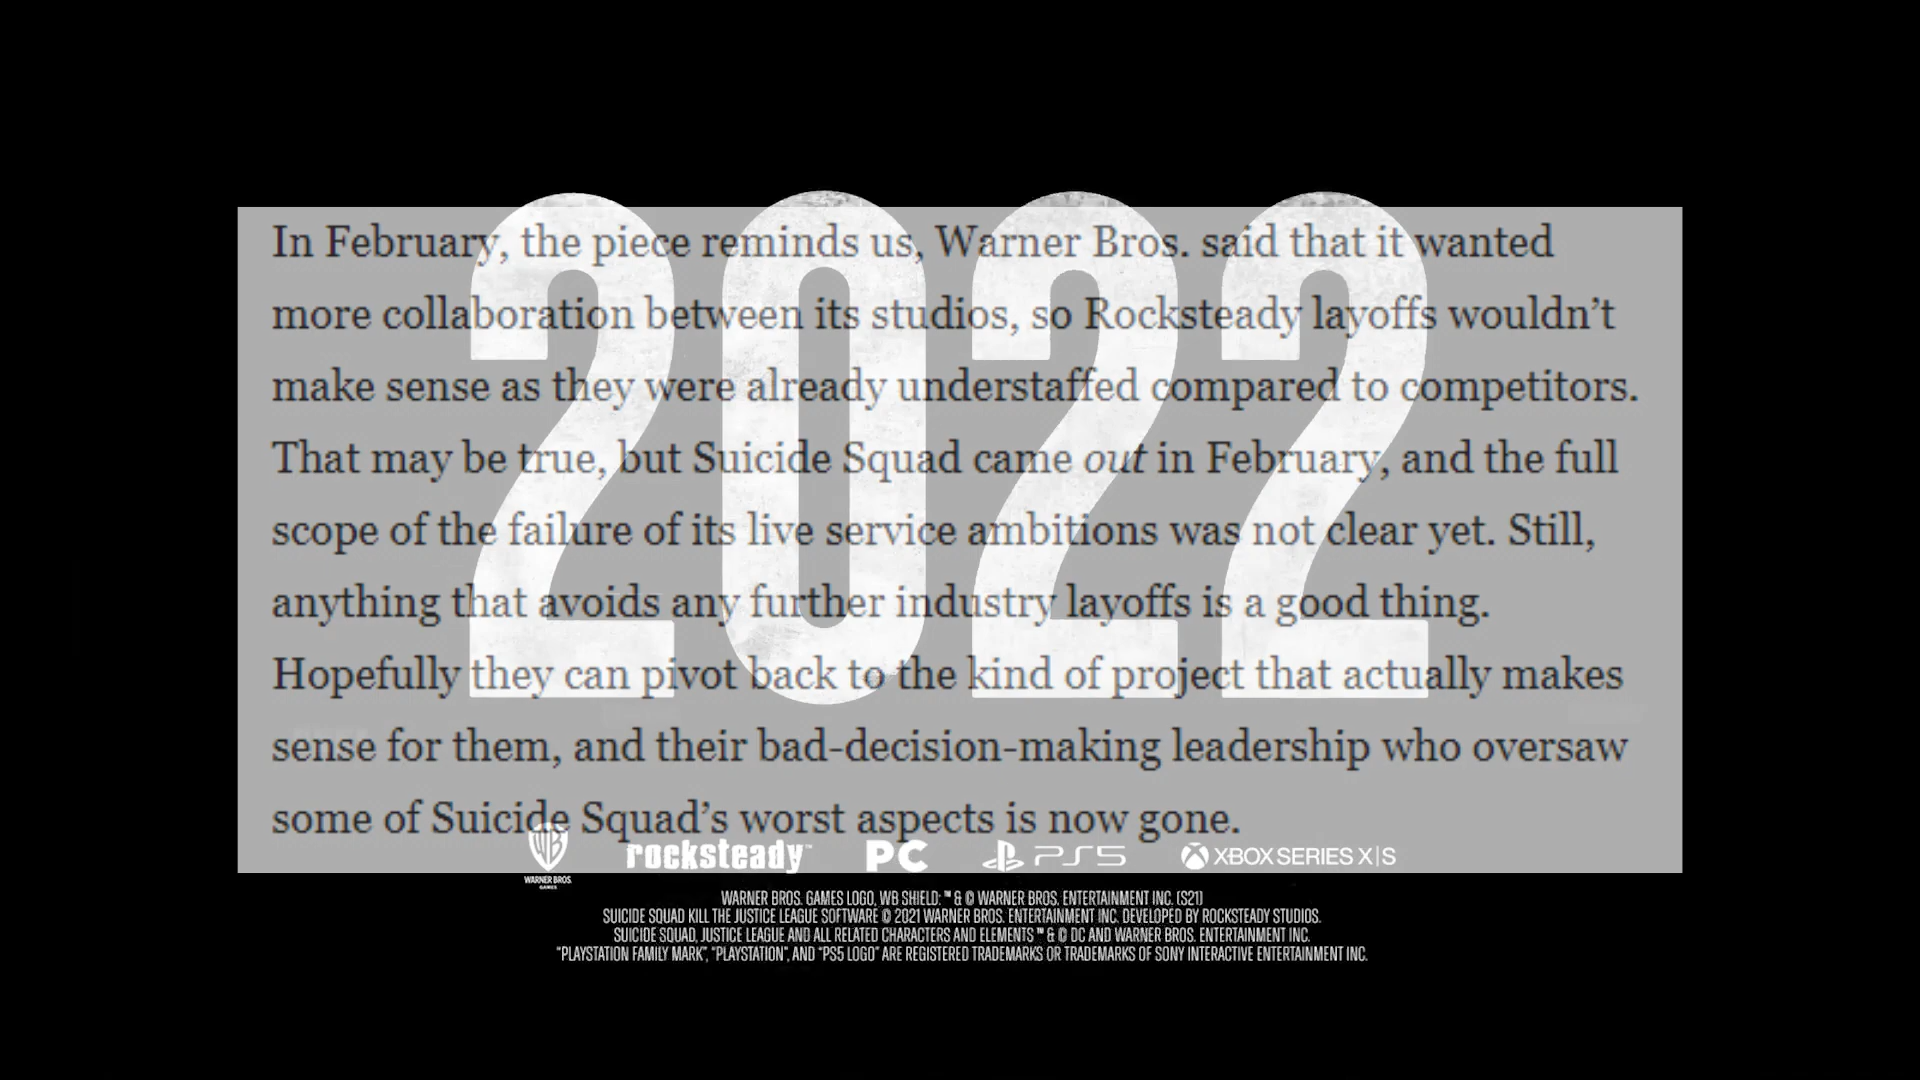 2022
In February, the piece reminds us, Warner Bros. said that it wanted
more collaboration between its studios, so Rocksteady layoffs wouldn’t
make sense as they were already understaffed compared to competitors.
That may be true, but Suicide Squad came out in February, and the full
scope of the failure of its live service ambitions was not clear yet. Still,
anything that avoids any further industry layoffs is a good thing.
Hopefully they can pivot back to the kind of project that actually makes
sense for them, and their bad-decision-making leadership who oversaw
some of Suicide Squad’s worst aspects is now gone.
WB WARNER BROS. GAMES rocksteady™ PC PS5 XBOX SERIES X|S
WARNER BROS. GAMES LOGO, WB SHIELD: ™ & © WARNER BROS. ENTERTAINMENT INC. (S21)
SUICIDE SQUAD KILL THE JUSTICE LEAGUE SOFTWARE © 2021 WARNER BROS. ENTERTAINMENT INC. DEVELOPED BY ROCKSTEADY STUDIOS.
SUICIDE SQUAD, JUSTICE LEAGUE AND ALL RELATED CHARACTERS AND ELEMENTS ™ & © DC AND WARNER BROS. ENTERTAINMENT INC.
“PLAYSTATION FAMILY MARK”, “PLAYSTATION”, AND “PS5 LOGO” ARE REGISTERED TRADEMARKS OR TRADEMARKS OF SONY INTERACTIVE ENTERTAINMENT INC.